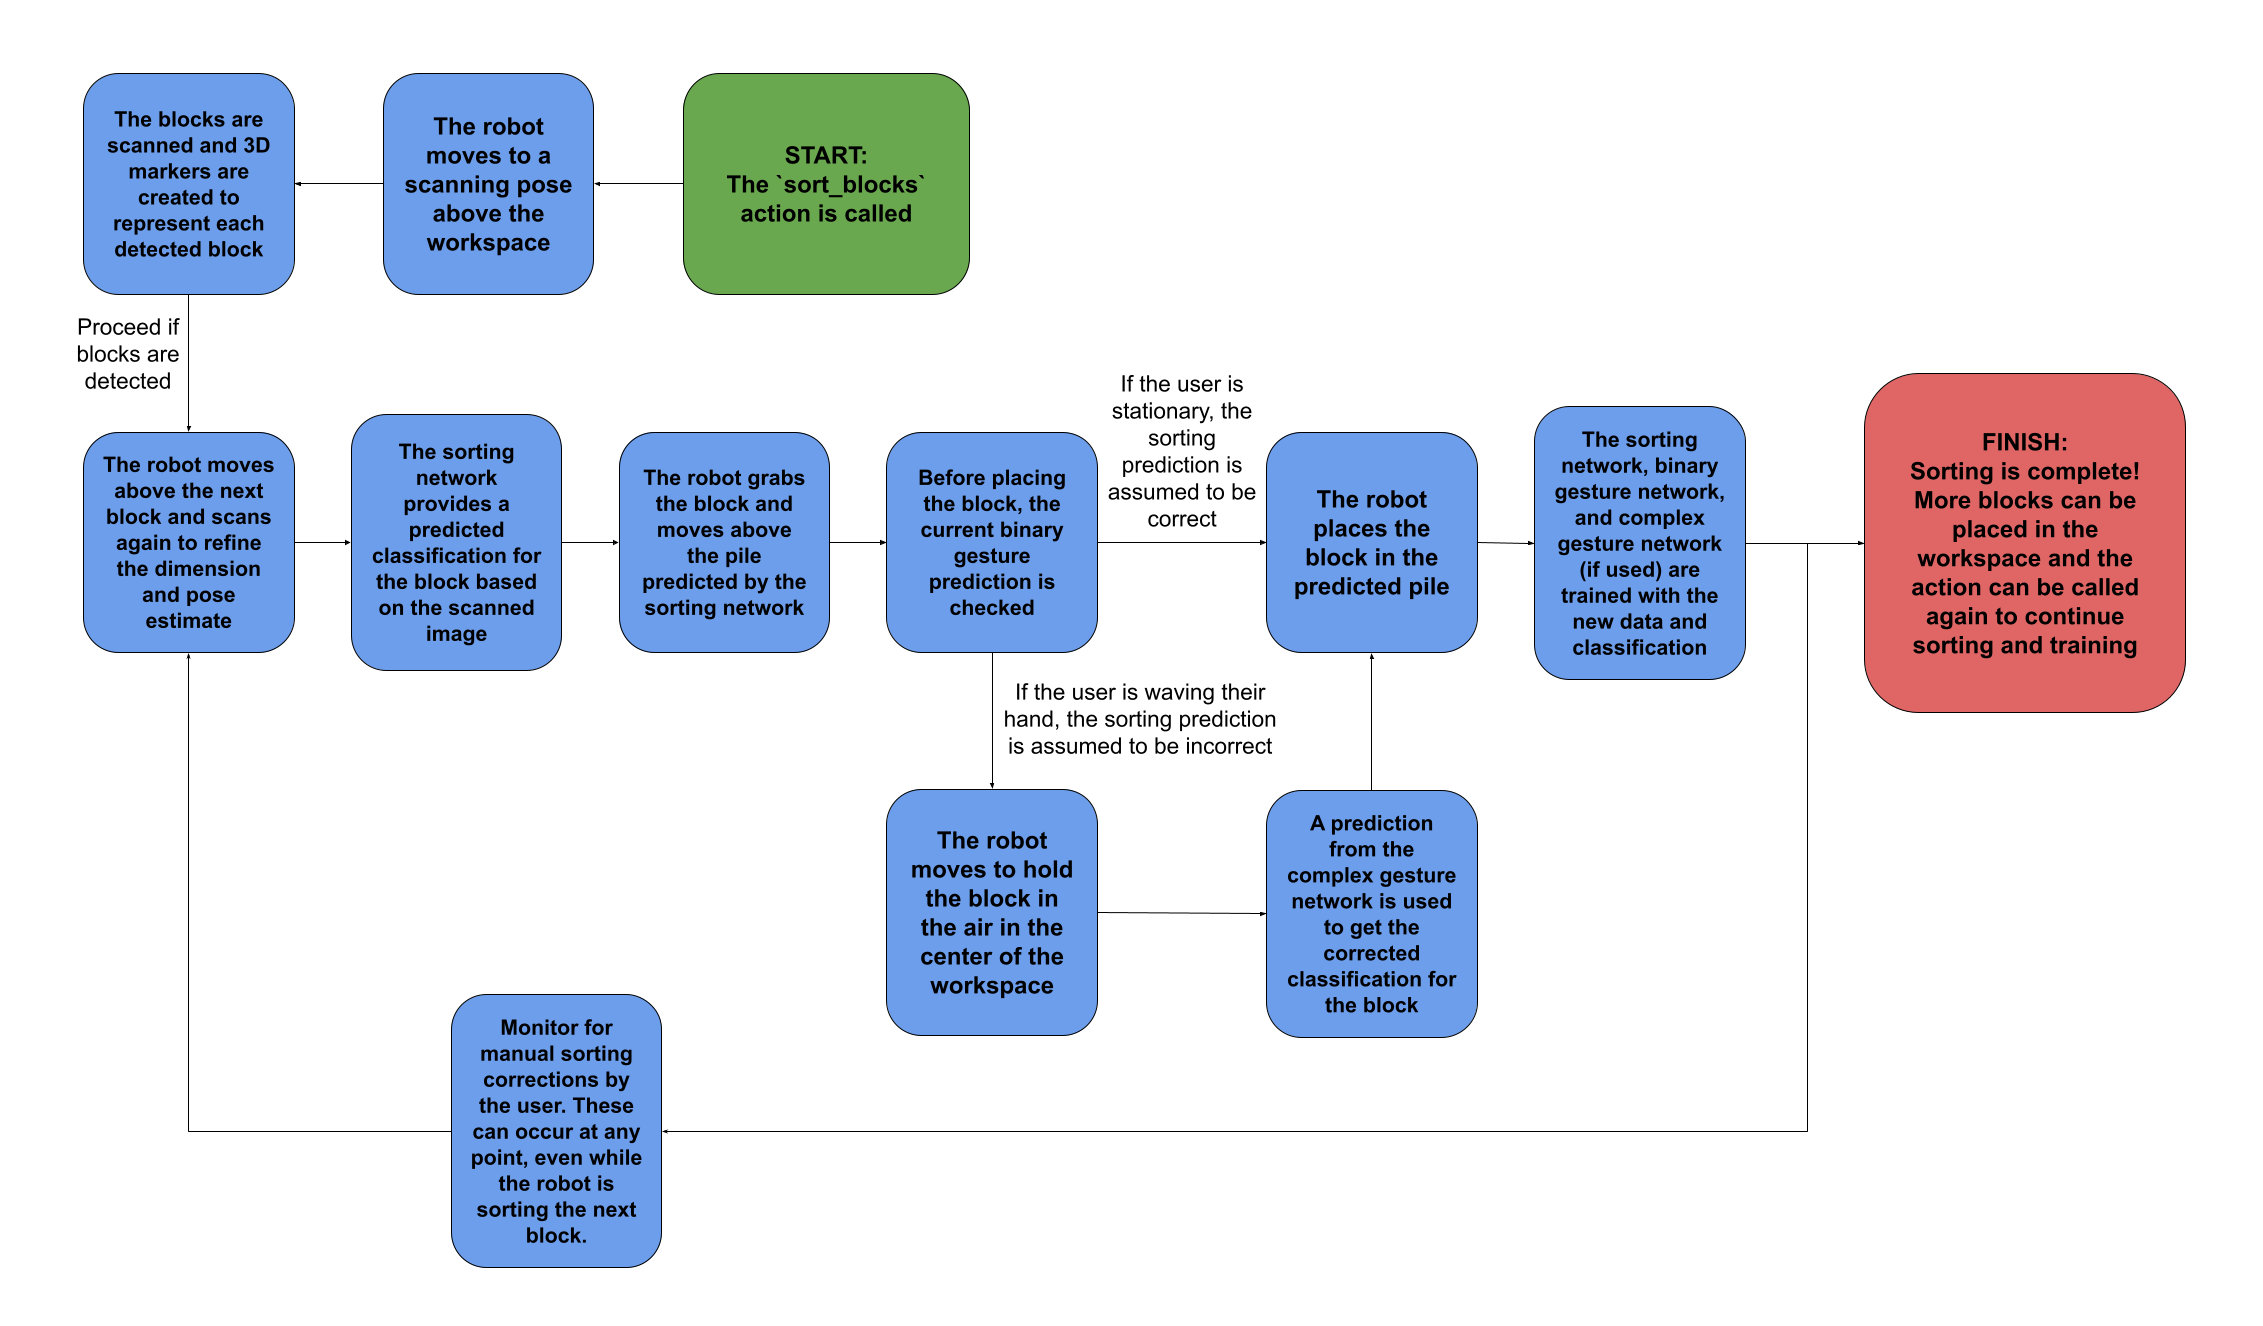 The blocks are
scanned and 3D
markers are
created to
represent each
detected block
The robot
moves to a
scanning pose
above the
workspace
START:
The `sort_blocks`
action is called
Proceed if
blocks are
detected
The robot moves
above the next
block and scans
again to refine
the dimension
and pose
estimate
The sorting
network
provides a
predicted
classification for
the block based
on the scanned
image
The robot grabs
the block and
moves above
the pile
predicted by the
sorting network
Before placing
the block, the
current binary
gesture
prediction is
checked
If the user is
stationary, the
sorting
prediction is
assumed to be
correct
The robot
places the
block in the
predicted pile
The sorting
network, binary
gesture network,
and complex
gesture network
(if used) are
trained with the
new data and
classification
FINISH:
Sorting is complete!
More blocks can be
placed in the
workspace and the
action can be called
again to continue
sorting and training
If the user is waving their
hand, the sorting prediction
is assumed to be incorrect
The robot
moves to hold
the block in
the air in the
center of the
workspace
A prediction
from the
complex gesture
network is used
to get the
corrected
classification for
the block
Monitor for
manual sorting
corrections by
the user. These
can occur at any
point, even while
the robot is
sorting the next
block.